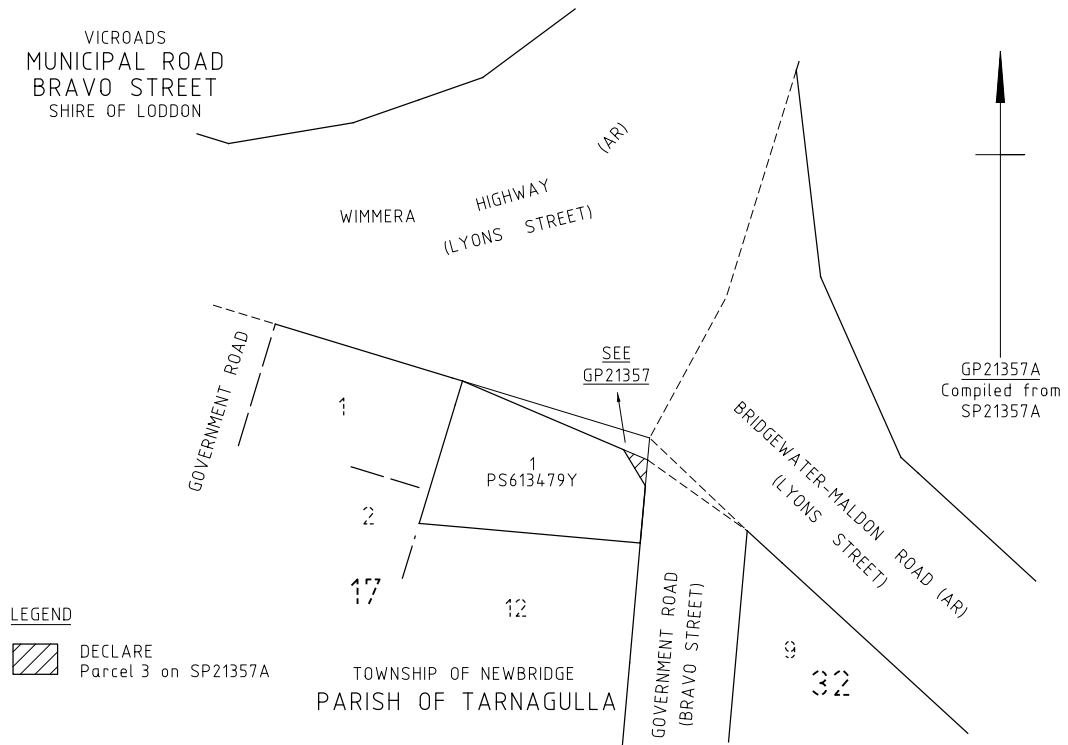 VICROADS
MUNICIPAL ROAD
BRAVO STREET
SHIRE OF LODDON
(AR)
HIGHWAY
WIMMERA
(LYONS STREET)
GOVERNMENT ROAD
SEE
GP21357
GP21357A
Compiled from
SP21357A
1
1
PS613479Y
2
BRIDGEWATER-MALDON ROAD (AR)
(LYONS STREET)
17
12
GOVERNMENT ROAD
(BRAVO STREET)
9
32
LEGEND
DECLARE
Parcel 3 on SP21357A
TOWNSHIP OF NEWBRIDGE
PARISH OF TARNAGULLA